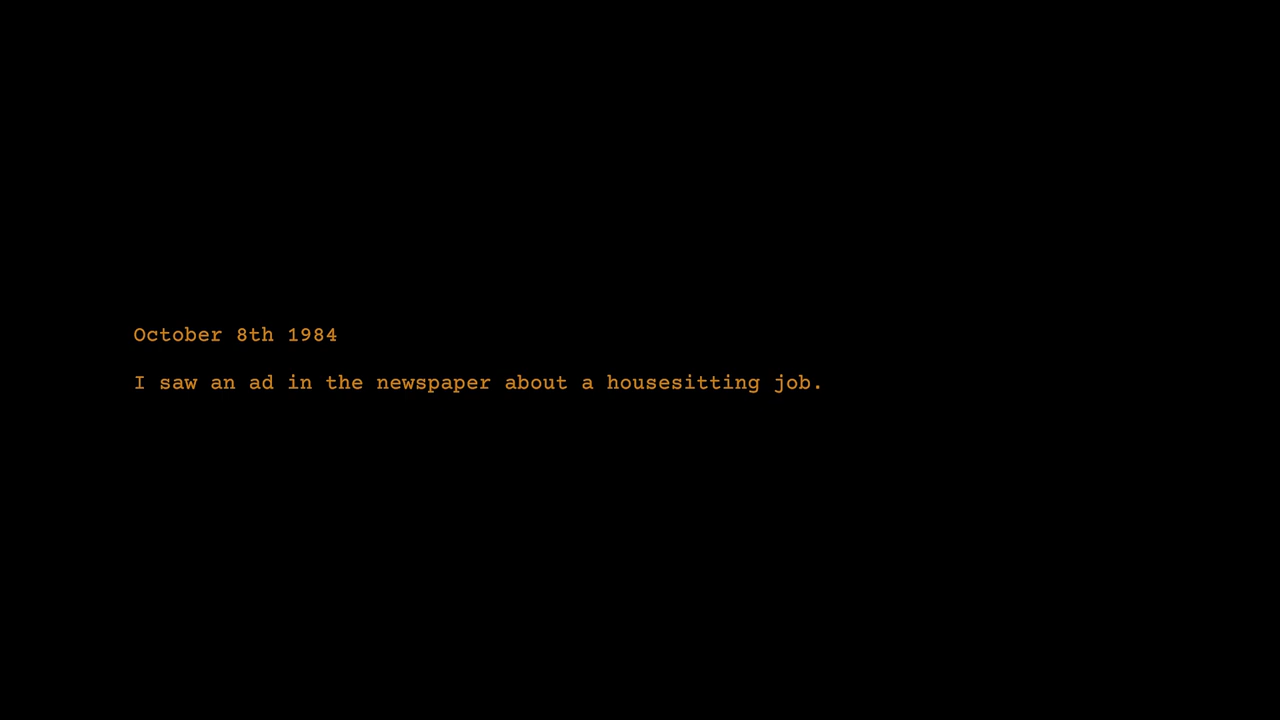 October 8th 1984
I saw an ad in the newspaper about a housesitting job.